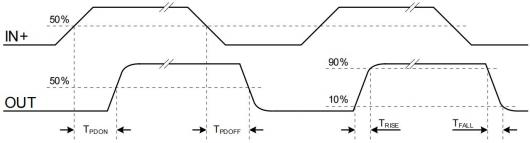 50%
IN+
90%
50%
10%
OUT
TPDON
TPDOFF
TRISE
TFALL